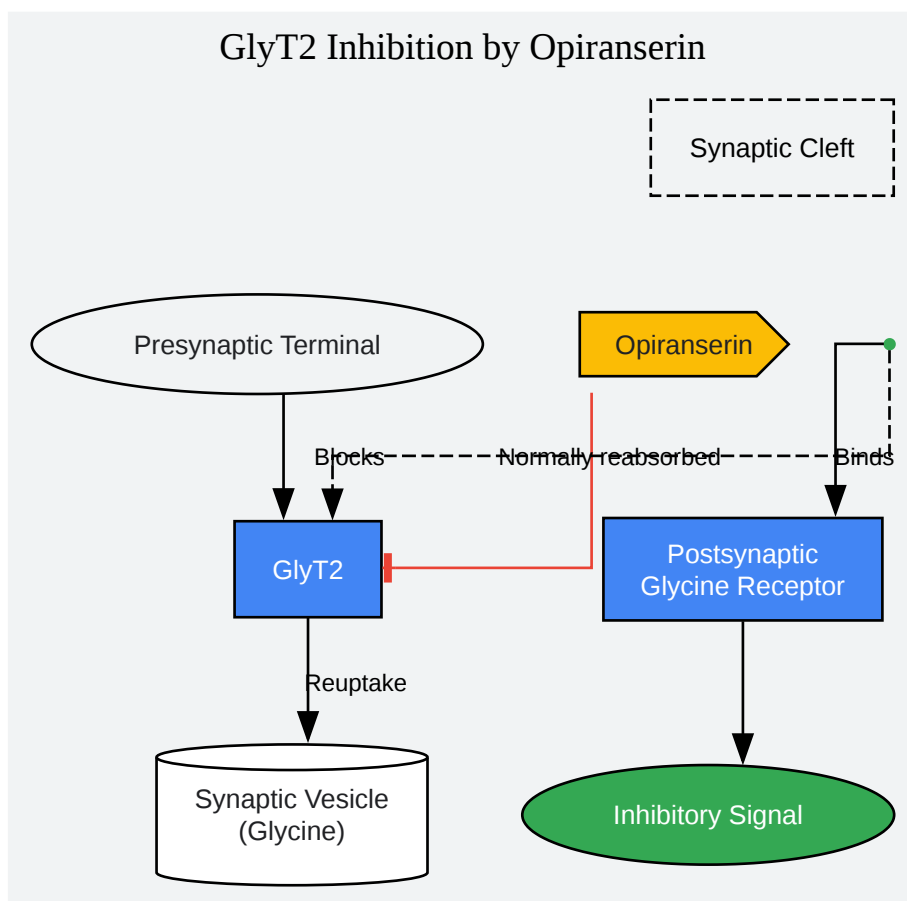 GlyT2 Inhibition by Opiranserin
Synaptic Cleft
Presynaptic Terminal
Opiranserin
Blocks
Normally reabsorbed
Binds
GlyT2
Postsynaptic
Glycine Receptor
Reuptake
Synaptic Vesicle
(Glycine)
Inhibitory Signal